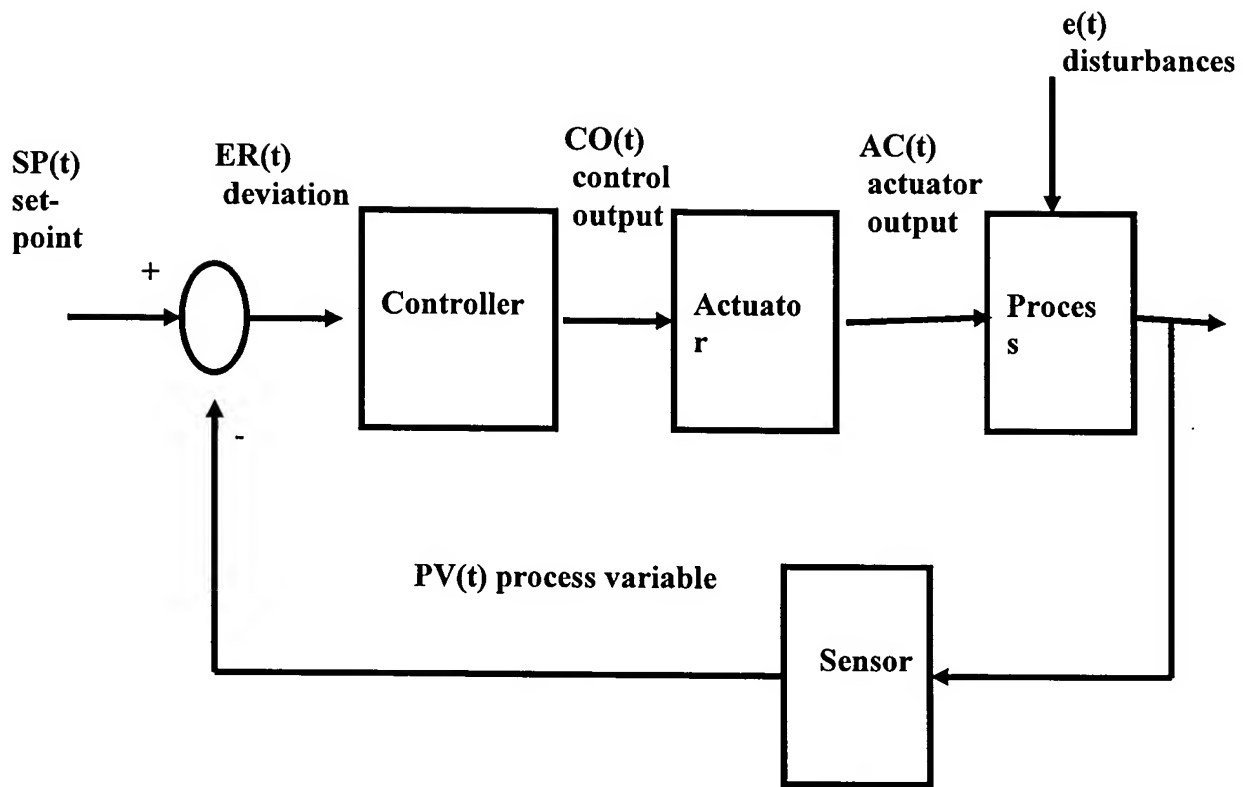 e(t)
disturbances
SP(t)
set-
point
ER(t)
deviation
CO(t)
control
output
AC(t)
actuator
output
+
Controller
Actuato
r
Proces
s
-
PV(t) process variable
Sensor